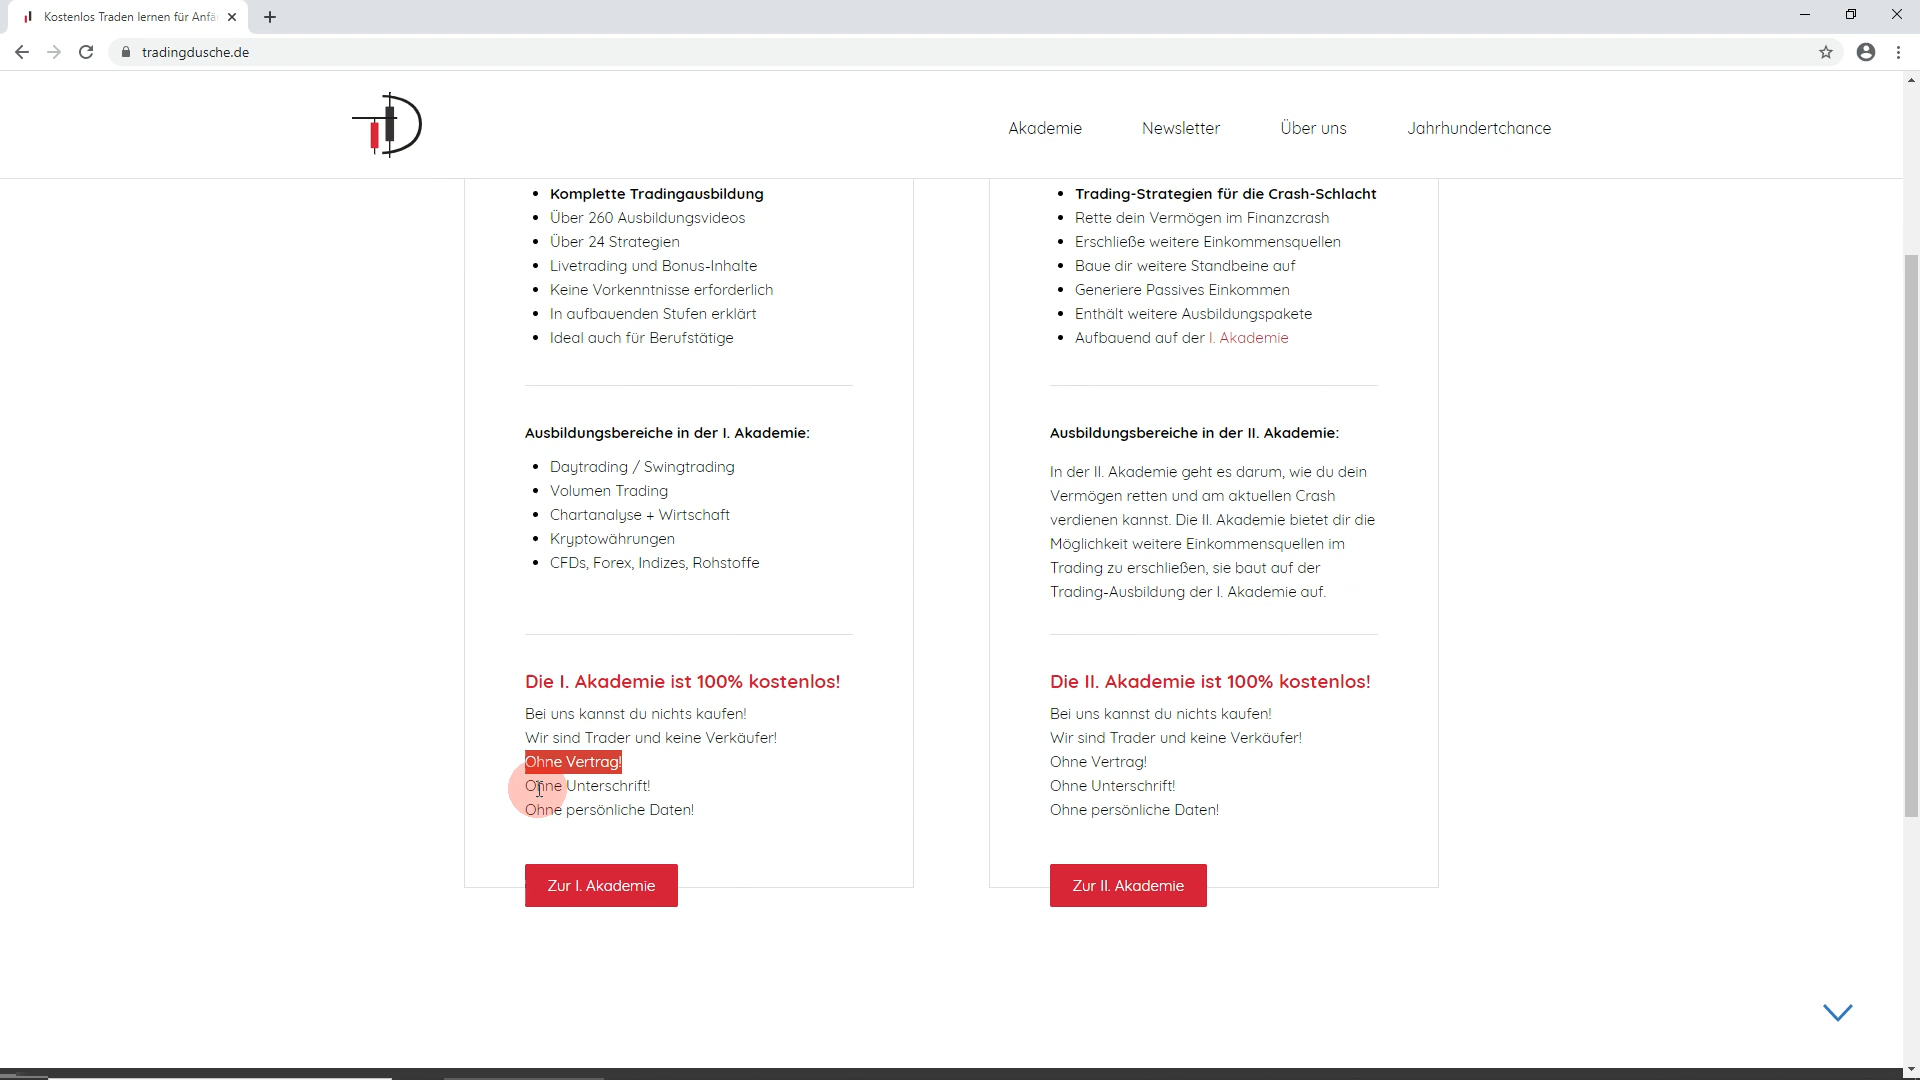 Kostenlos Traden lernen für Anfä
tradingdusche.de
Akademie
Newsletter
Über uns
Jahrhundertchance
Komplette Tradingausbildung
Über 260 Ausbildungsvideos
Über 24 Strategien
Livetrading und Bonus-Inhalte
Keine Vorkenntnisse erforderlich
In aufbauenden Stufen erklärt
Ideal auch für Berufstätige
Ausbildungsbereiche in der I. Akademie:
Daytrading / Swingtrading
Volumen Trading
Chartanalyse + Wirtschaft
Kryptowährungen
CFDs, Forex, Indizes, Rohstoffe
Die I. Akademie ist 100% kostenlos!
Bei uns kannst du nichts kaufen!
Wir sind Trader und keine Verkäufer!
Ohne Vertrag!
Ohne Unterschrift!
Ohne persönliche Daten!
Zur I. Akademie
Trading-Strategien für die Crash-Schlacht
Rette dein Vermögen im Finanzcrash
Erschließe weitere Einkommensquellen
Baue dir weitere Standbeine auf
Generiere Passives Einkommen
Enthält weitere Ausbildungspakete
Aufbauend auf der I. Akademie
Ausbildungsbereiche in der II. Akademie:
In der II. Akademie geht es darum, wie du dein
Vermögen retten und am aktuellen Crash
verdienen kannst. Die II. Akademie bietet dir die
Möglichkeit weitere Einkommensquellen im
Trading zu erschließen, sie baut auf der
Trading-Ausbildung der I. Akademie auf.
Die II. Akademie ist 100% kostenlos!
Bei uns kannst du nichts kaufen!
Wir sind Trader und keine Verkäufer!
Ohne Vertrag!
Ohne Unterschrift!
Ohne persönliche Daten!
Zur II. Akademie